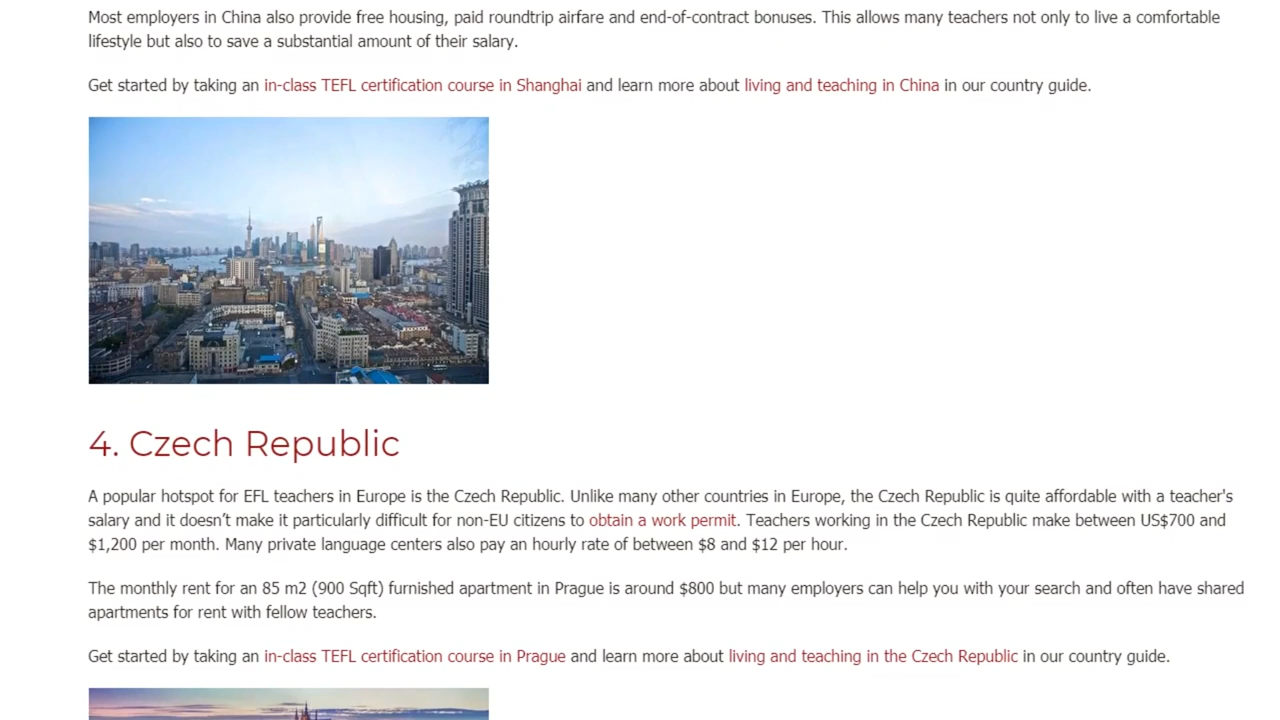 Most employers in China also provide free housing, paid roundtrip airfare and end-of-contract bonuses. This allows many teachers not only to live a comfortable
lifestyle but also to save a substantial amount of their salary.
Get started by taking an in-class TEFL certification course in Shanghai and learn more about living and teaching in China in our country guide.
4. Czech Republic
A popular hotspot for EFL teachers in Europe is the Czech Republic. Unlike many other countries in Europe, the Czech Republic is quite affordable with a teacher's
salary and it doesn’t make it particularly difficult for non-EU citizens to obtain a work permit. Teachers working in the Czech Republic make between US$700 and
$1,200 per month. Many private language centers also pay an hourly rate of between $8 and $12 per hour.
The monthly rent for an 85 m2 (900 Sqft) furnished apartment in Prague is around $800 but many employers can help you with your search and often have shared
apartments for rent with fellow teachers.
Get started by taking an in-class TEFL certification course in Prague and learn more about living and teaching in the Czech Republic in our country guide.